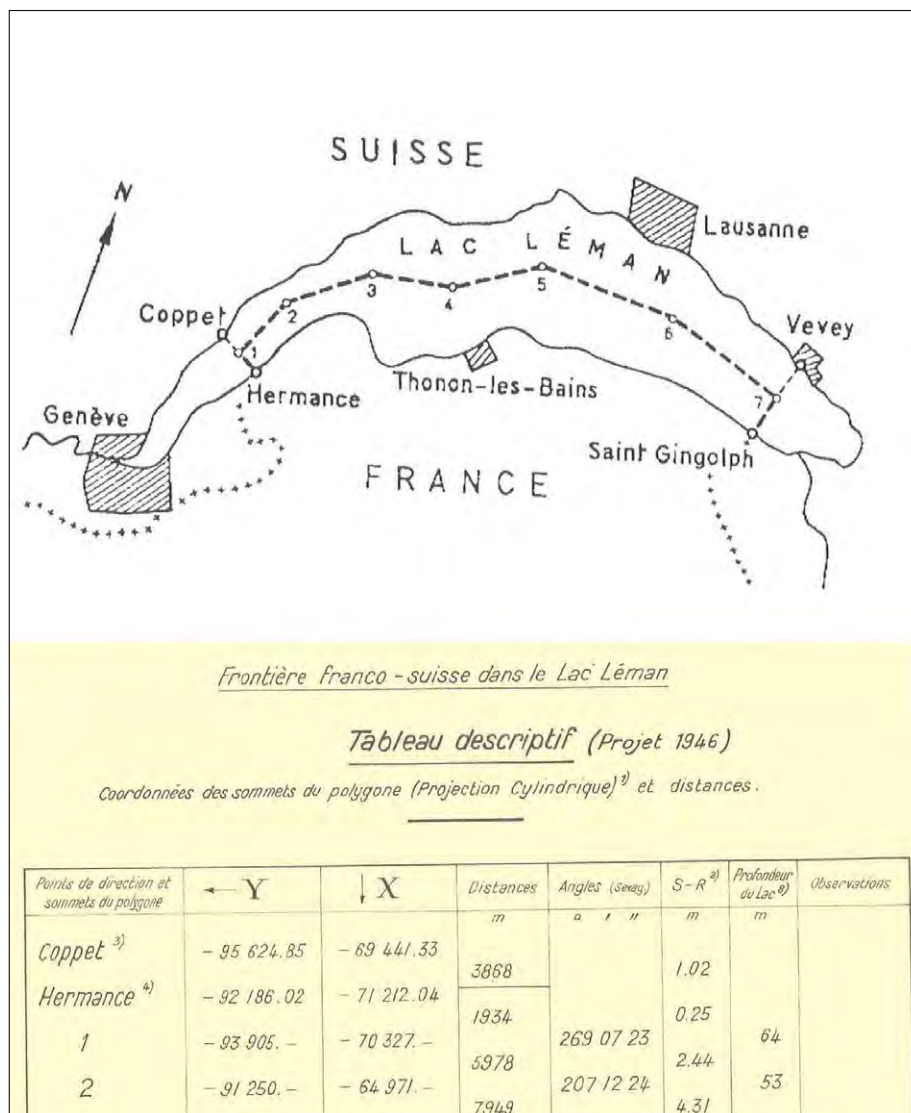 SUISSE
N
LAC LÉMAN
Lausanne
Coppet
1
2
3
4
5
6
7
Vevey
Hermance
Thonon-les-Bains
Genève
Saint Gingolph
FRANCE
Frontière franco-suisse dans le Lac Léman
Tableau descriptif (Projet 1946)
Coordonnées des sommets du polygone (Projection Cylindrique) 1) et distances.
Points de direction et sommets du polygone ← Y ↓ X Distances Angles (sexag.) S-R 2) Profondeur du Lac 8) Observations
m o ' " m m
Coppet 3) - 95 624.85 - 69 441.33
3868 1.02
Hermance 4) - 92 186.02 - 71 212.04
1934 0.25
1 - 93 905.- - 70 327.- 269 07 23 64
5978 2.44
2 - 91 250.- - 64 971.- 207 12 24 53
7949 4.31